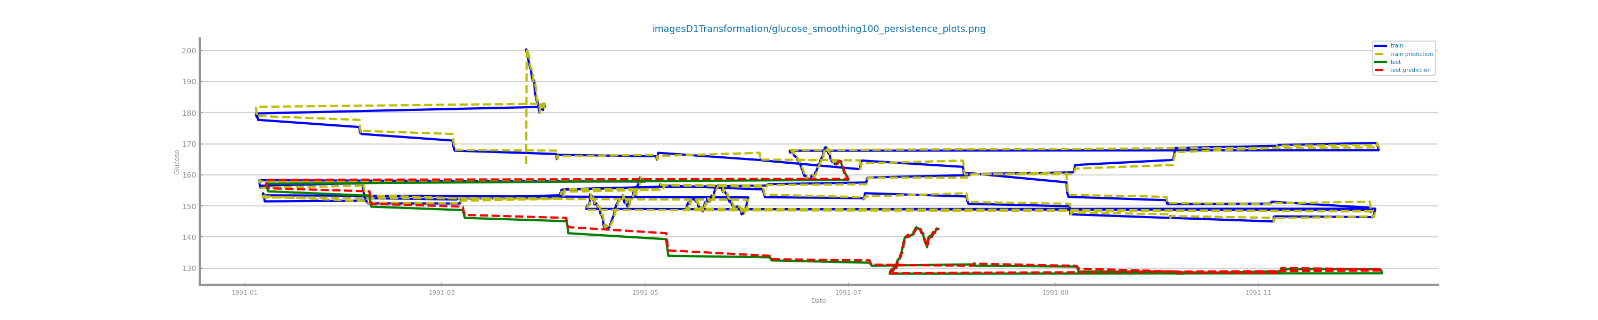 imagesD1Transformation/glucose_smoothing100_persistence_plots.png
200
190
180
170
160
150
140
130
Glucose
train
train prediction
test
test prediction
1991-01
1991-03
1991-05
1991-07
1991-09
1991-11
Date